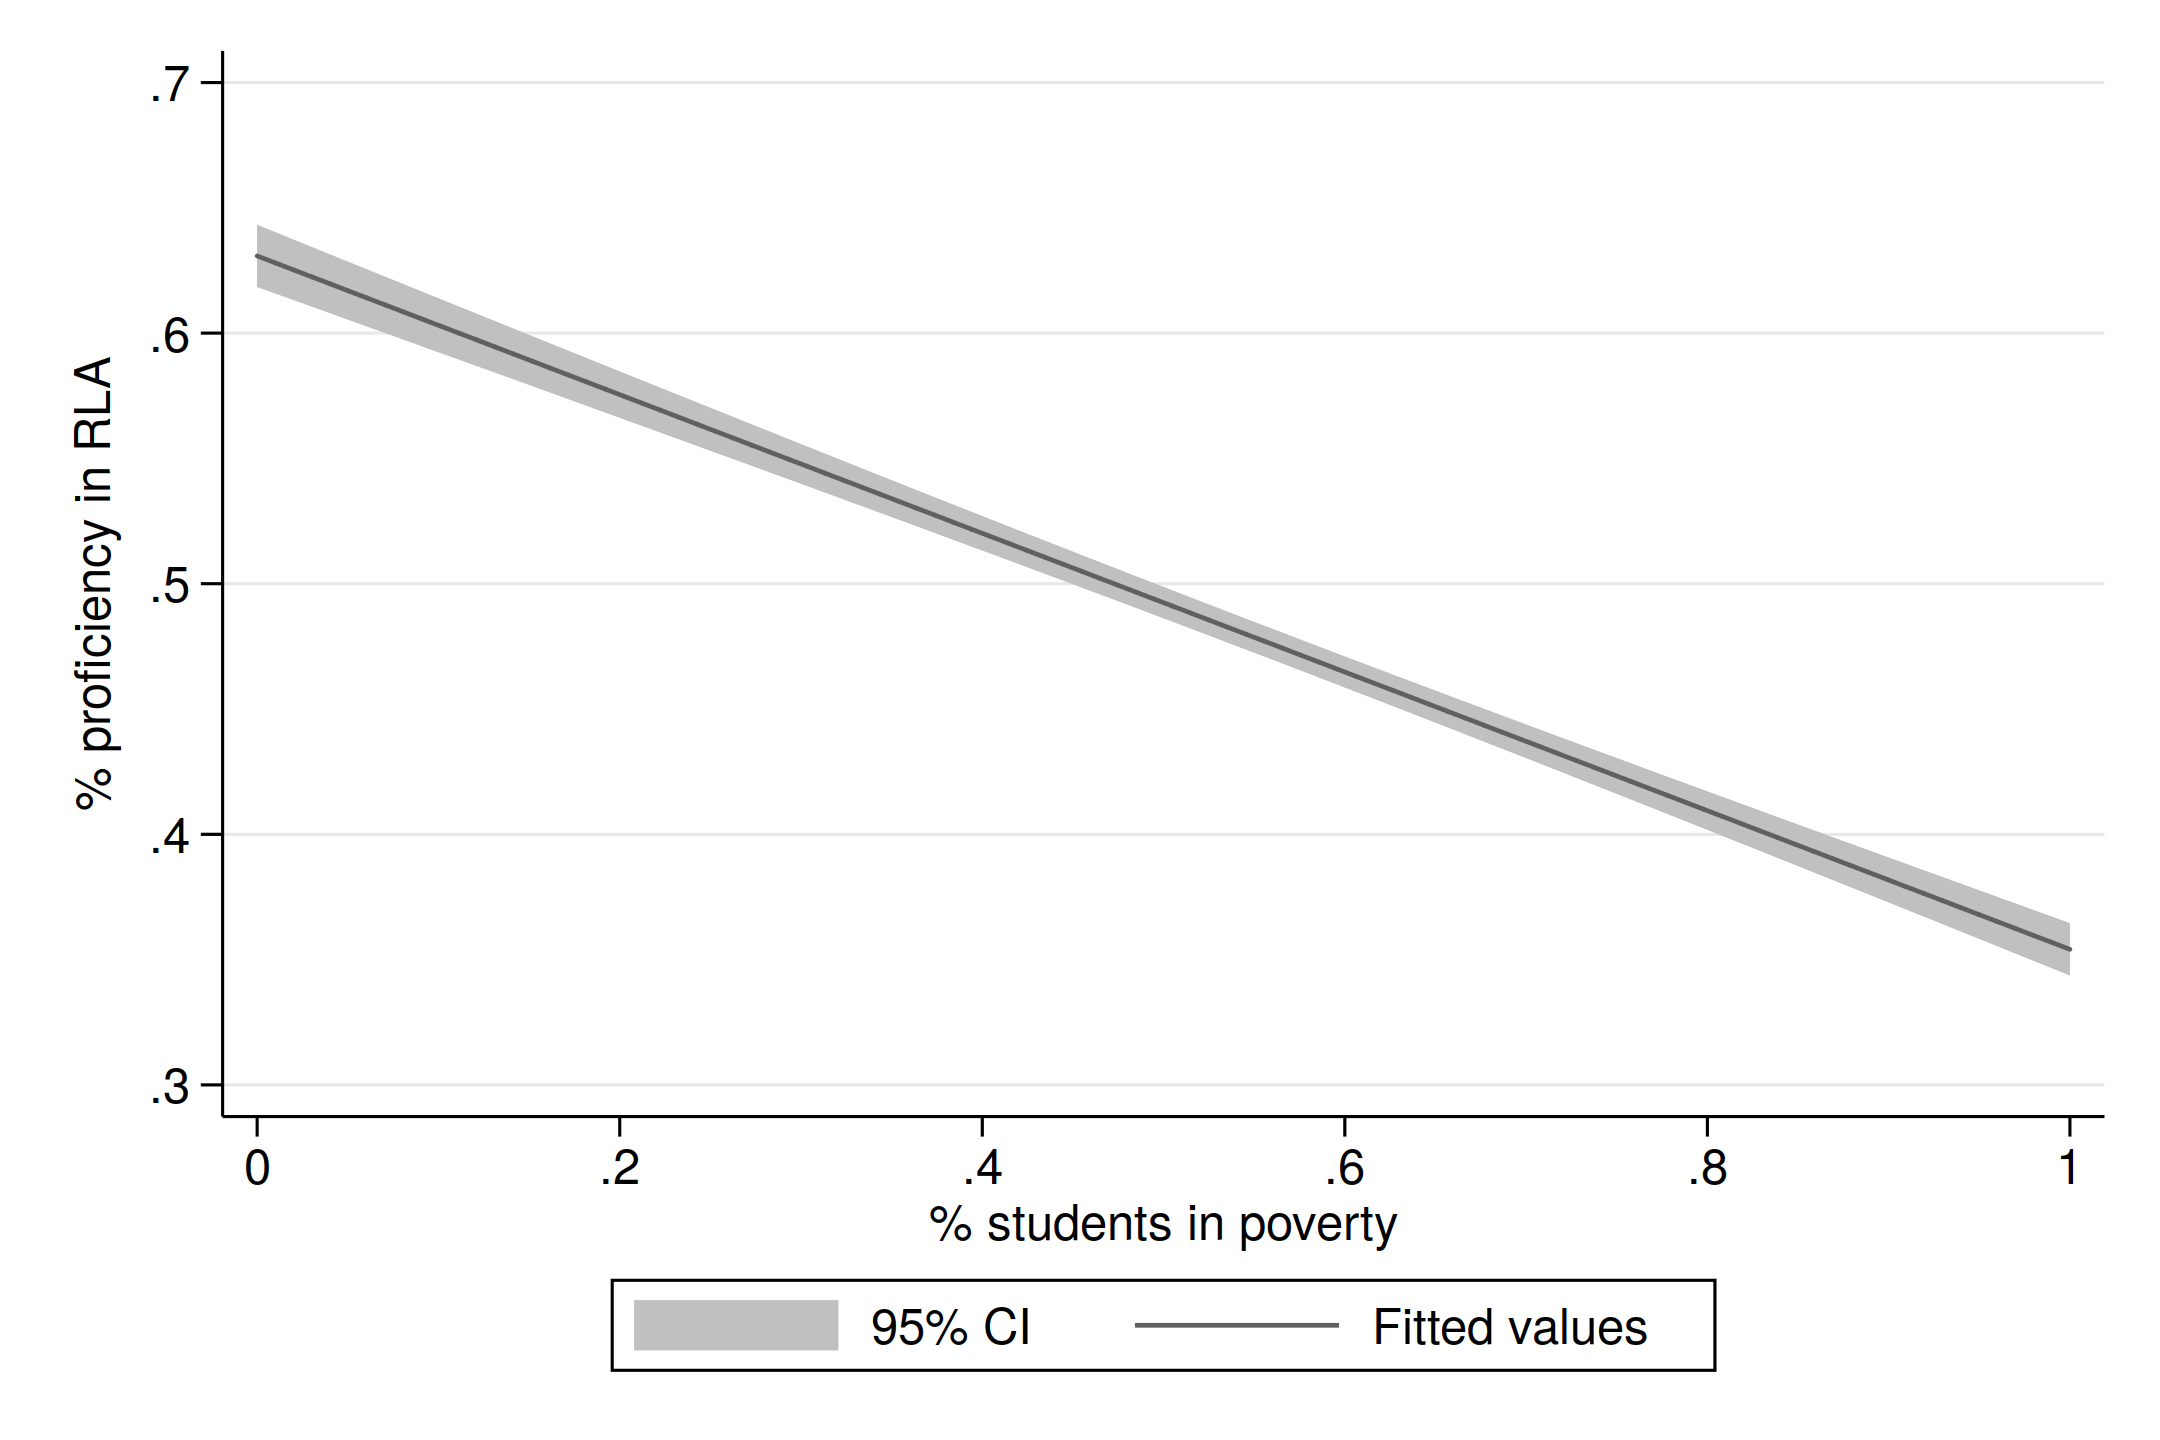 .7
.6
.5
.4
.3
% proficiency in RLA
0 .2 .4 .6 .8 1
% students in poverty
95% CI Fitted values